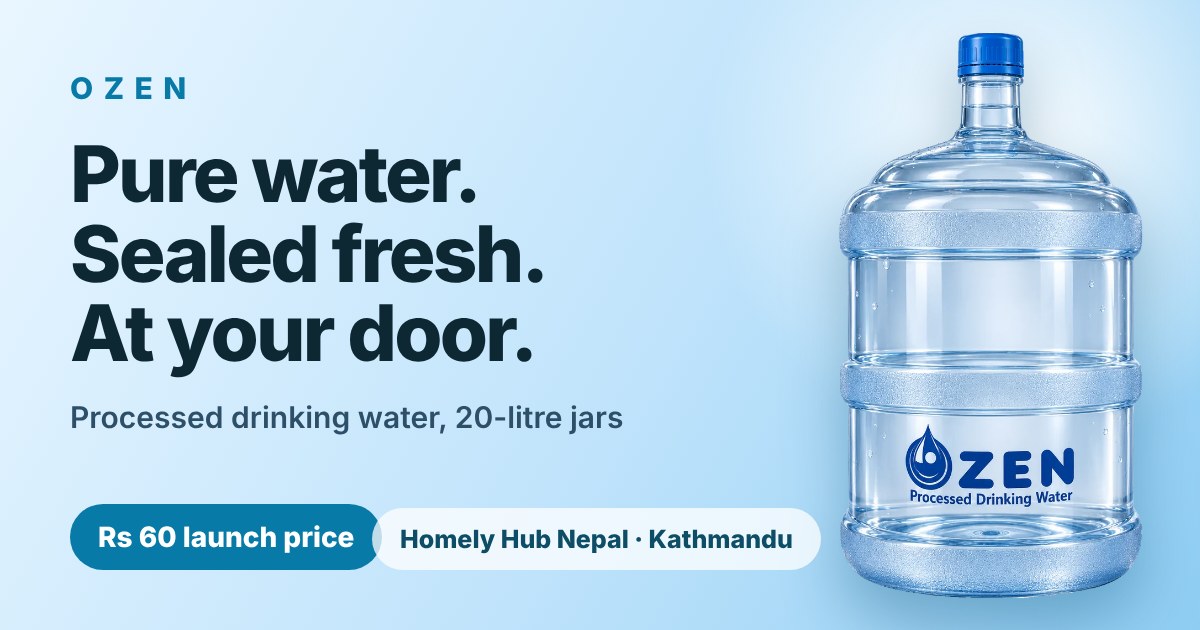 OZEN
Pure water.
Sealed fresh.
At your door.
Processed drinking water, 20-litre jars
Rs 60 launch price
Homely Hub Nepal · Kathmandu
OZEN
Processed Drinking Water